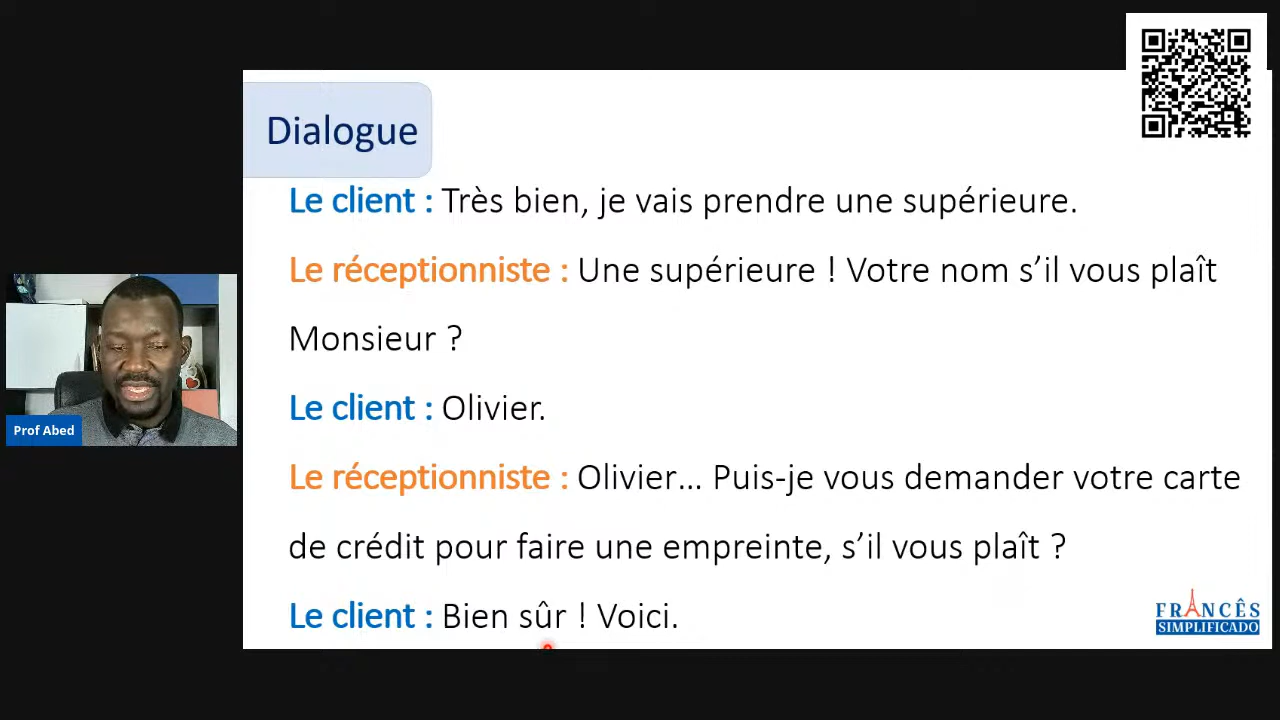 Dialogue
Le client : Très bien, je vais prendre une supérieure.
Le réceptionniste : Une supérieure ! Votre nom s’il vous plaît
Monsieur ?
Le client : Olivier.
Le réceptionniste : Olivier… Puis-je vous demander votre carte
de crédit pour faire une empreinte, s’il vous plaît ?
Le client : Bien sûr ! Voici.
Prof Abed
FRANCÊS
SIMPLIFICADO